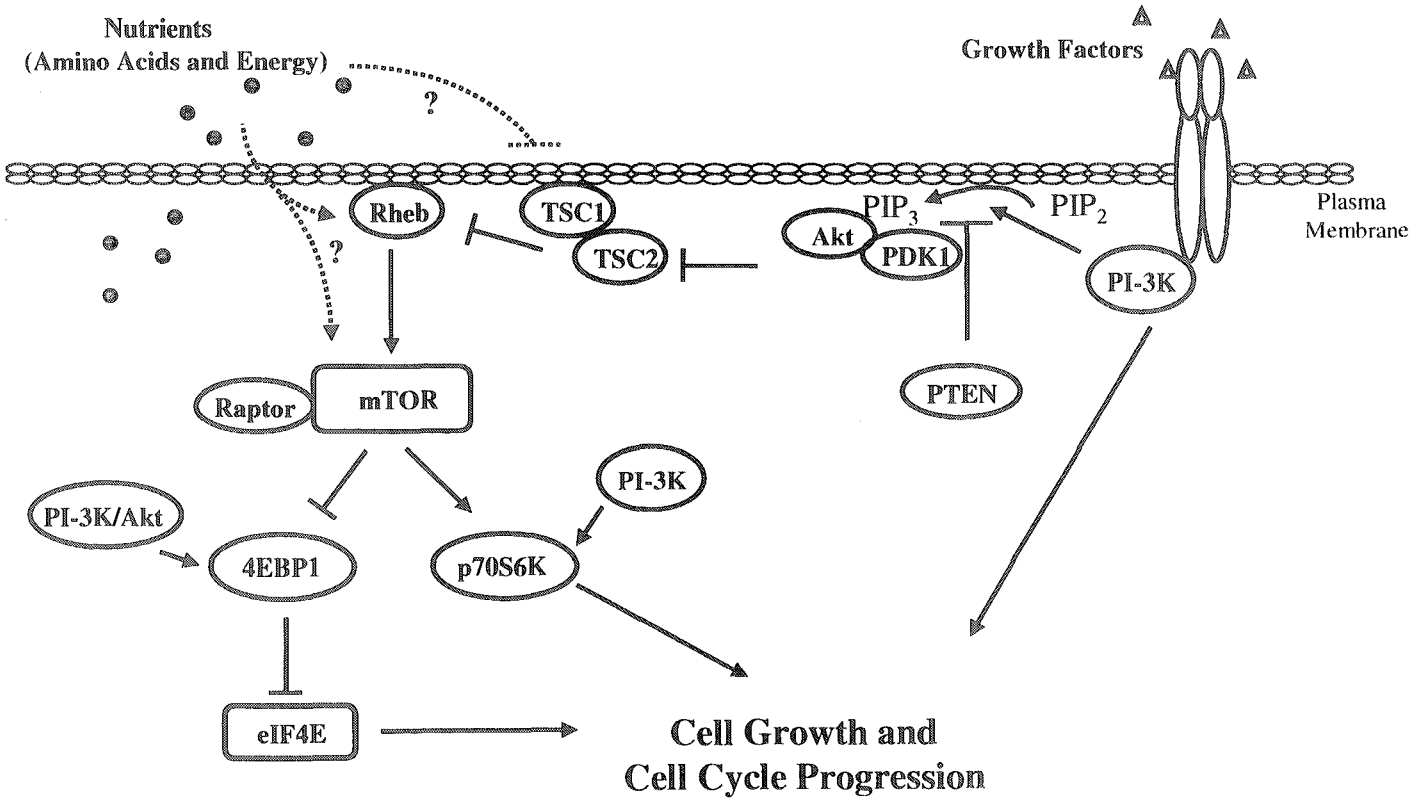 Nutrients
(Amino Acids and Energy)
Growth Factors
?
Plasma
Membrane
Rheb
TSC1
TSC2
Akt
PIP3
PDK1
PIP2
PI-3K
?
Raptor
mTOR
PTEN
PI-3K
PI-3K/Akt
4EBP1
p70S6K
eIF4E
Cell Growth and
Cell Cycle Progression